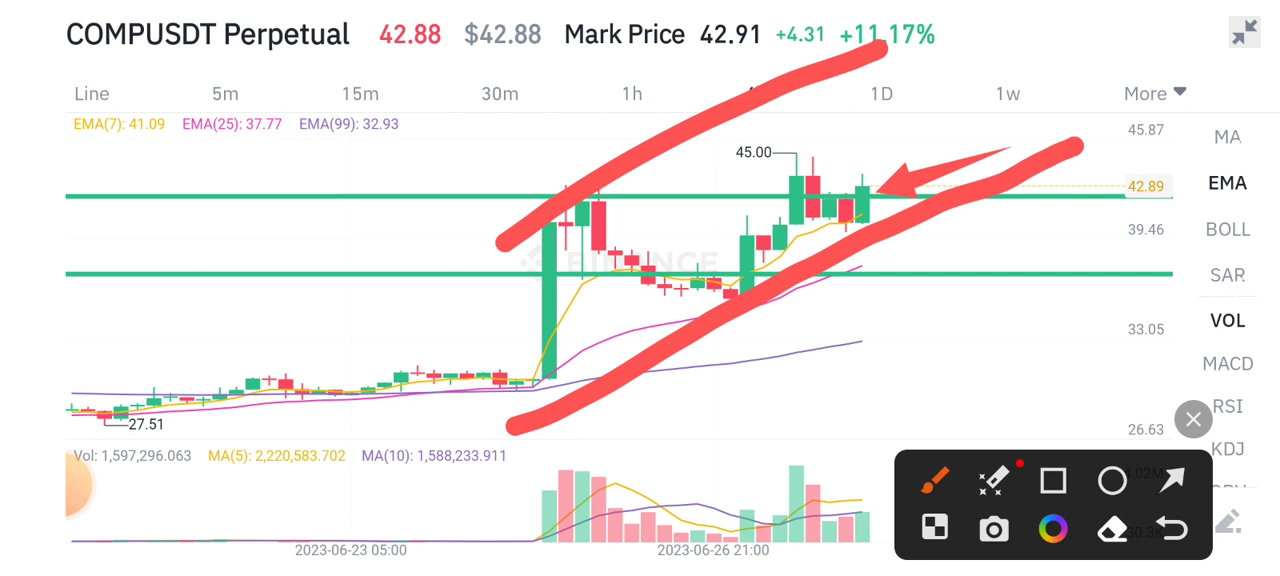 COMPUSDT Perpetual 42.88 $42.88 Mark Price 42.91 +4.31 +11.17%
Line 5m 15m 30m 1h 1D 1w More
EMA(7): 41.09 EMA(25): 37.77 EMA(99): 32.93
45.87
MA
45.00
EMA
42.89
39.46
BOLL
BINANCE
SAR
VOL
33.05
MACD
RSI
27.51
26.63
KDJ
Vol: 1,597,296.063 MA(5): 2,220,583.702 MA(10): 1,588,233.911
2023-06-23 05:00 2023-06-26 21:00